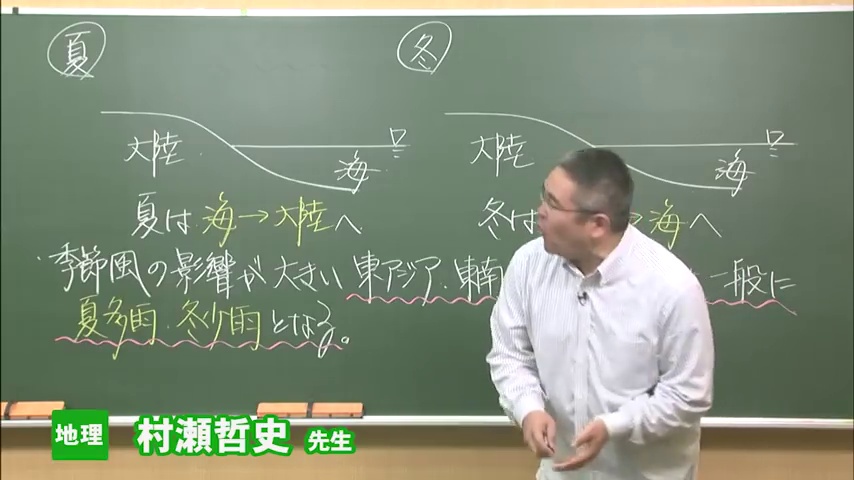 夏
冬
大陸
海
大陸
海
夏は 海→大陸へ
冬は →海へ
季節風の影響が大きい 東アジア・東南 一般に
夏多雨・冬少雨となる。
地理 村瀬哲史 先生